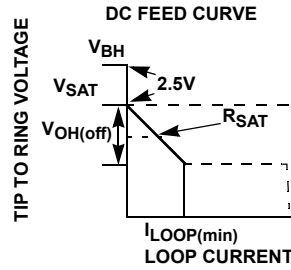 DC FEED CURVE
VBH
2.5V
VSAT
RSAT
VOH(off)
TIP TO RING VOLTAGE
ILOOP(min)
LOOP CURRENT